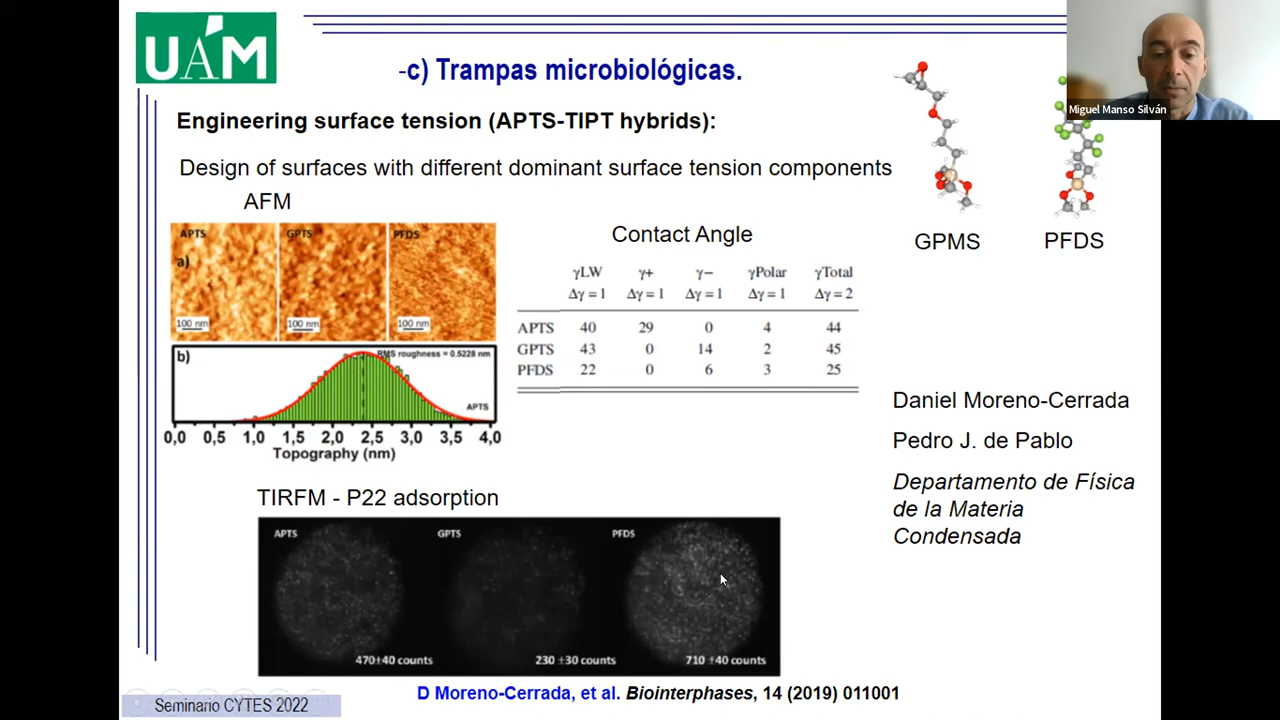 UAM
-c) Trampas microbiológicas.
Miguel Manso Silván
Engineering surface tension (APTS-TIPT hybrids):
Design of surfaces with different dominant surface tension components
GPMS
PFDS
AFM
APTS
GPTS
PFDS
a)
100 nm
100 nm
100 nm
b)
RMS roughness = 0.5228 nm
APTS
0,0 0,5 1,0 1,5 2,0 2,5 3,0 3,5 4,0
Topography (nm)
Contact Angle
γLW γ+ γ− γPolar γTotal
Δγ = 1 Δγ = 1 Δγ = 1 Δγ = 1 Δγ = 2
APTS 40 29 0 4 44
GPTS 43 0 14 2 45
PFDS 22 0 6 3 25
Daniel Moreno-Cerrada
Pedro J. de Pablo
Departamento de Física
de la Materia
Condensada
TIRFM - P22 adsorption
APTS
GPTS
PFDS
470±40 counts
230 ±30 counts
710 ±40 counts
D Moreno-Cerrada, et al. Biointerphases, 14 (2019) 011001
Seminario CYTES 2022